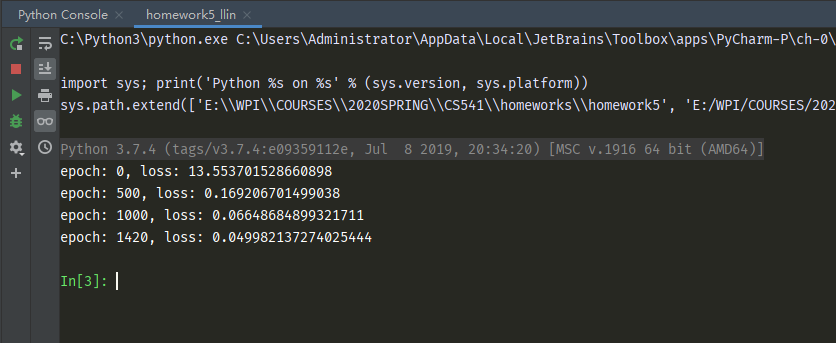 Python Console
homework5_llin
C:\Python3\python.exe C:\Users\Administrator\AppData\Local\JetBrains\Toolbox\apps\PyCharm-P\ch-0\
import sys; print('Python %s on %s' % (sys.version, sys.platform))
sys.path.extend(['E:\\WPI\\COURSES\\2020SPRING\\CS541\\homeworks\\homework5', 'E:/WPI/COURSES/202
Python 3.7.4 (tags/v3.7.4:e09359112e, Jul  8 2019, 20:34:20) [MSC v.1916 64 bit (AMD64)]
epoch: 0, loss: 13.553701528660898
epoch: 500, loss: 0.169206701499038
epoch: 1000, loss: 0.06648684899321711
epoch: 1420, loss: 0.049982137274025444
In[3]: